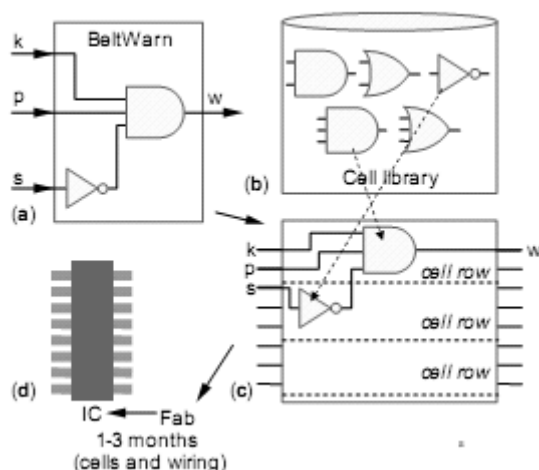 BeltWarn
k
p
w
s
(a)
(b)
Cell library
k
w
p
cell row
s
cell row
cell row
(d)
(c)
IC
Fab
1-3 months
(cells and wiring)